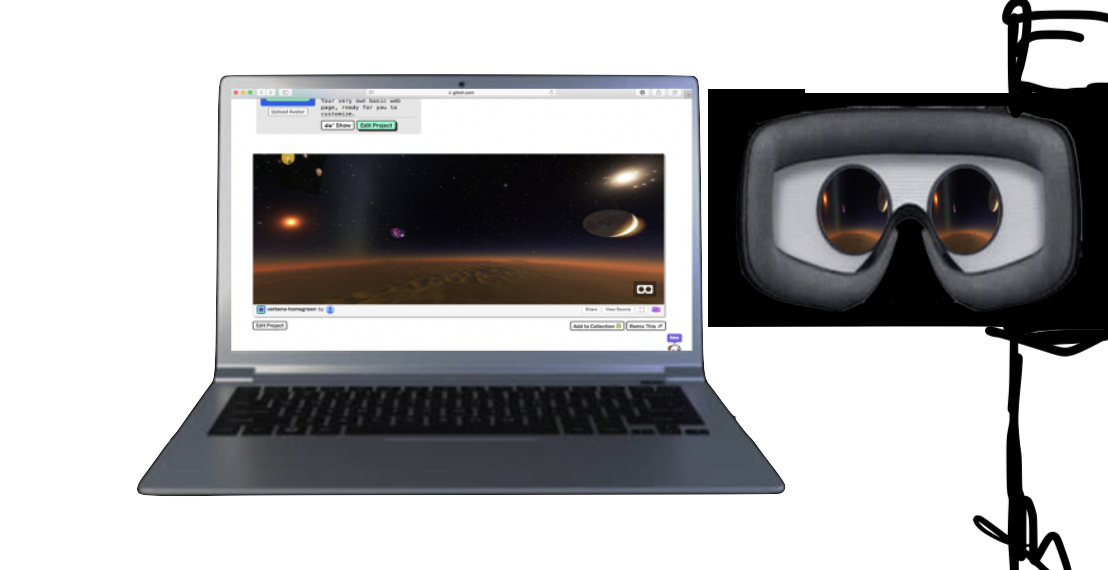 glitch.com
Your very own basic web
page, ready for you to
customize.
Upload Avatar
Show
Edit Project
verbena-homegrown by
Share
View Source
Edit Project
Add to Collection
Remix This
New